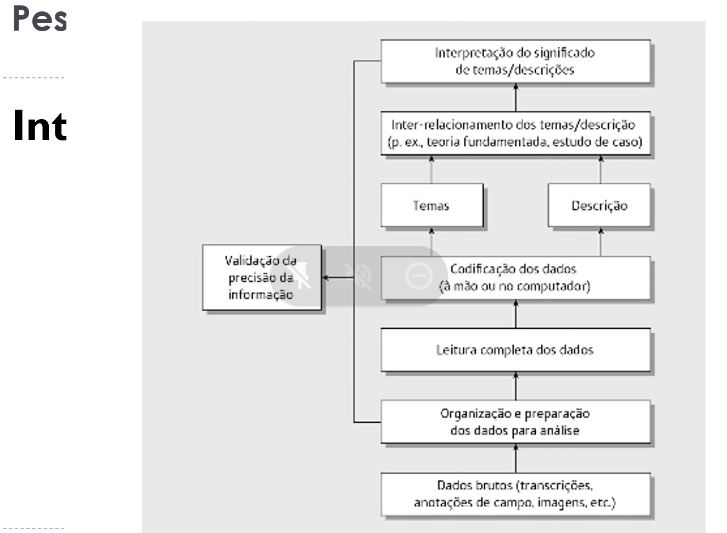 Pes
Int
Interpretação do significado
de temas/descrições
Inter-relacionamento dos temas/descrição
(p. ex., teoria fundamentada, estudo de caso)
Temas
Descrição
Validação da
precisão da
informação
Codificação dos dados
(à mão ou no computador)
Leitura completa dos dados
Organização e preparação
dos dados para análise
Dados brutos (transcrições,
anotações de campo, imagens, etc.)